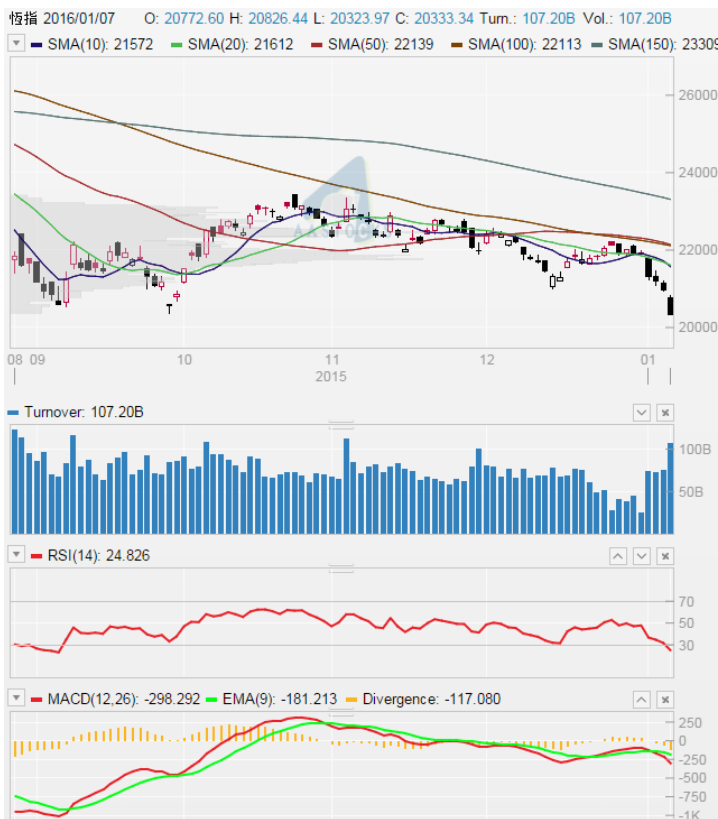 恆指 2016/01/07 O: 20772.60 H: 20826.44 L: 20323.97 C: 20333.34 Turn.: 107.20B Vol.: 107.20B
SMA(10): 21572 SMA(20): 21612 SMA(50): 22139 SMA(100): 22113 SMA(150): 23309
26000
24000
22000
20000
08 09 10 11 12 01
2015
Turnover: 107.20B
100B
50B
RSI(14): 24.826
70
50
30
MACD(12,26): -298.292 EMA(9): -181.213 Divergence: -117.080
250
0
-250
-500
-750
-1K